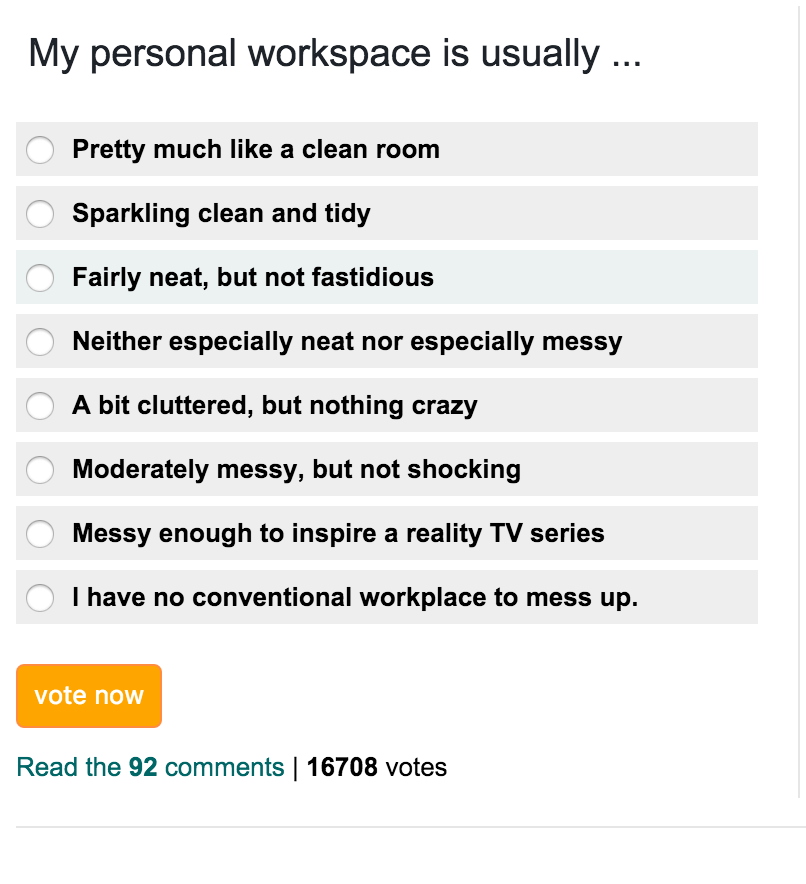 My personal workspace is usually ...
Pretty much like a clean room
Sparkling clean and tidy
Fairly neat, but not fastidious
Neither especially neat nor especially messy
A bit cluttered, but nothing crazy
Moderately messy, but not shocking
Messy enough to inspire a reality TV series
I have no conventional workplace to mess up.
vote now
Read the 92 comments | 16708 votes